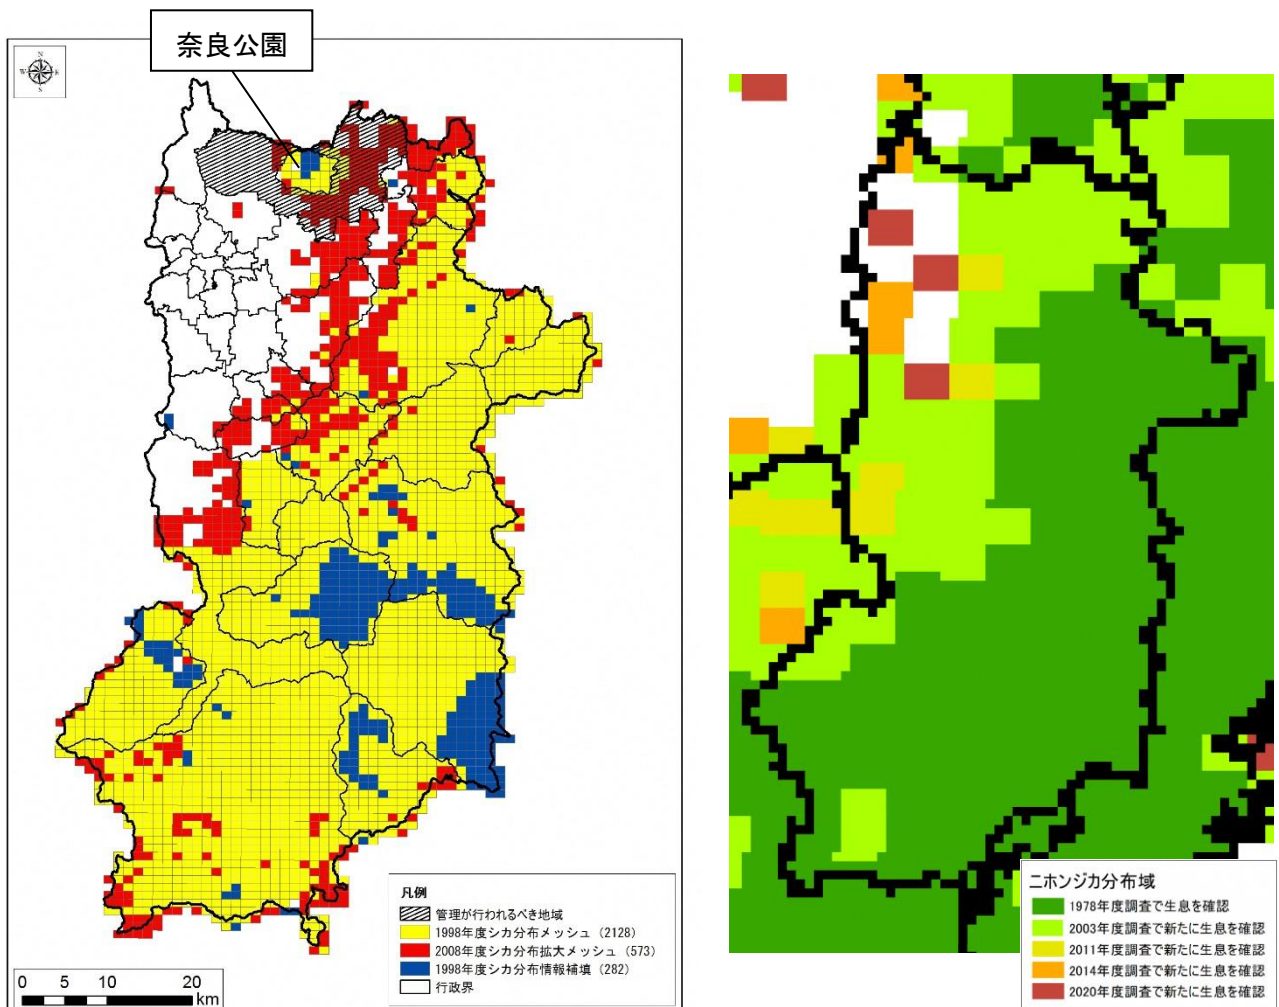 奈良公園
N
W E
S
凡例
管理が行われるべき地域
1998年度シカ分布メッシュ (2128)
2008年度シカ分布拡大メッシュ (573)
1998年度シカ分布情報補填 (282)
行政界
0 5 10 20
km
ニホンジカ分布域
1978年度調査で生息を確認
2003年度調査で新たに生息を確認
2011年度調査で新たに生息を確認
2014年度調査で新たに生息を確認
2020年度調査で新たに生息を確認